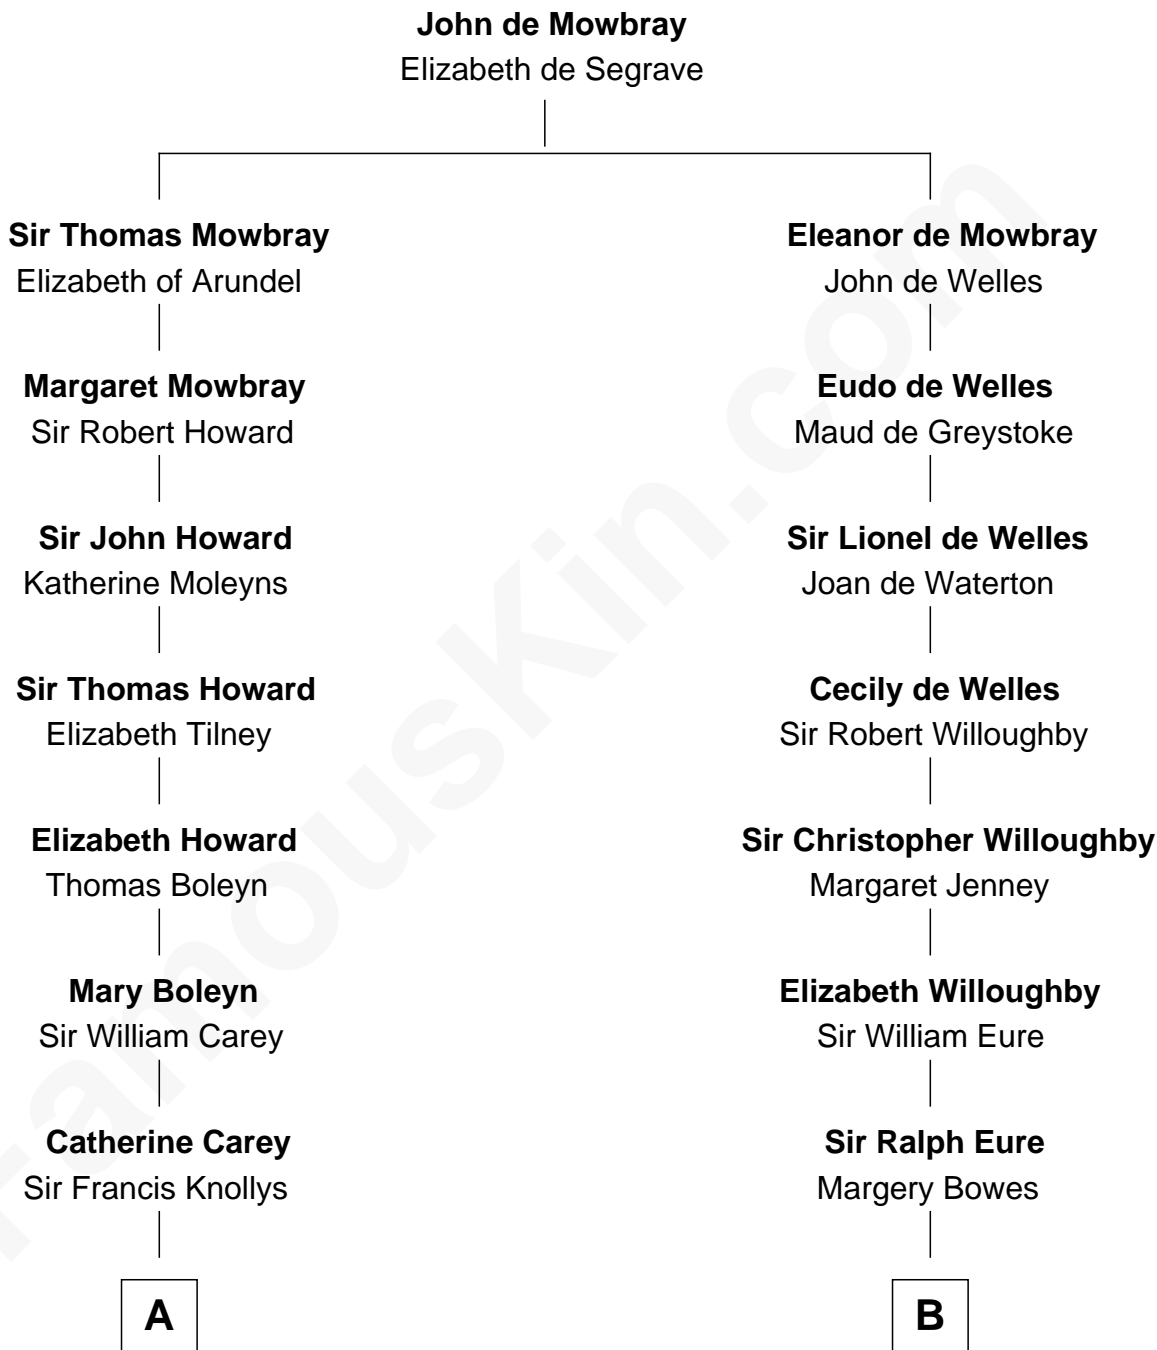 John de Mowbray
Elizabeth de Segrave
Sir Thomas Mowbray
Elizabeth of Arundel
Eleanor de Mowbray
John de Welles
Margaret Mowbray
Sir Robert Howard
Eudo de Welles
Maud de Greystoke
Sir John Howard
Katherine Moleyns
Sir Lionel de Welles
Joan de Waterton
Sir Thomas Howard
Elizabeth Tilney
Cecily de Welles
Sir Robert Willoughby
Elizabeth Howard
Thomas Boleyn
Sir Christopher Willoughby
Margaret Jenney
Mary Boleyn
Sir William Carey
Elizabeth Willoughby
Sir William Eure
Catherine Carey
Sir Francis Knollys
Sir Ralph Eure
Margery Bowes
A
B
FamousKin.com